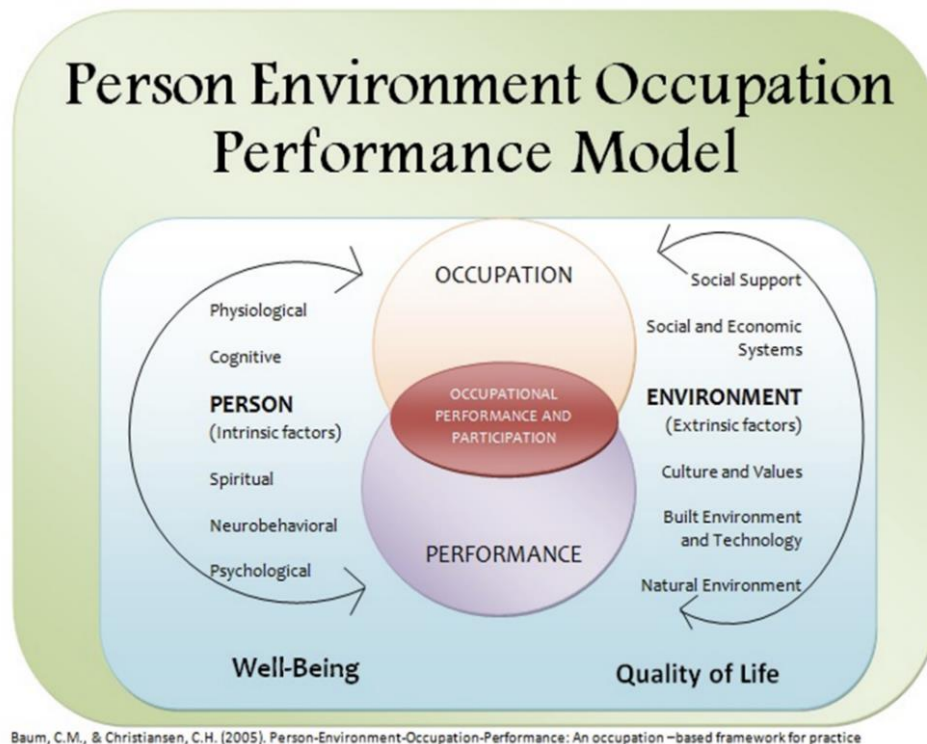 Person Environment Occupation
Performance Model
OCCUPATION
Physiological
Cognitive
PERSON
(Intrinsic factors)
Spiritual
Neurobehavioral
Psychological
OCCUPATIONAL
PERFORMANCE AND
PARTICIPATION
PERFORMANCE
Social Support
Social and Economic
Systems
ENVIRONMENT
(Extrinsic factors)
Culture and Values
Built Environment
and Technology
Natural Environment
Well-Being
Quality of Life
Baum, C.M., & Christiansen, C.H. (2005). Person-Environment-Occupation-Performance: An occupation –based framework for practice